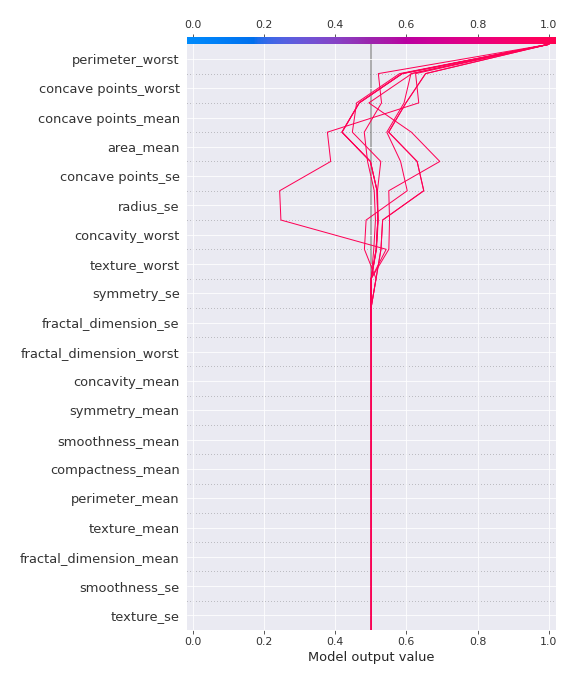 0.0 0.2 0.4 0.6 0.8 1.0
perimeter_worst
concave points_worst
concave points_mean
area_mean
concave points_se
radius_se
concavity_worst
texture_worst
symmetry_se
fractal_dimension_se
fractal_dimension_worst
concavity_mean
symmetry_mean
smoothness_mean
compactness_mean
perimeter_mean
texture_mean
fractal_dimension_mean
smoothness_se
texture_se
0.0 0.2 0.4 0.6 0.8 1.0
Model output value